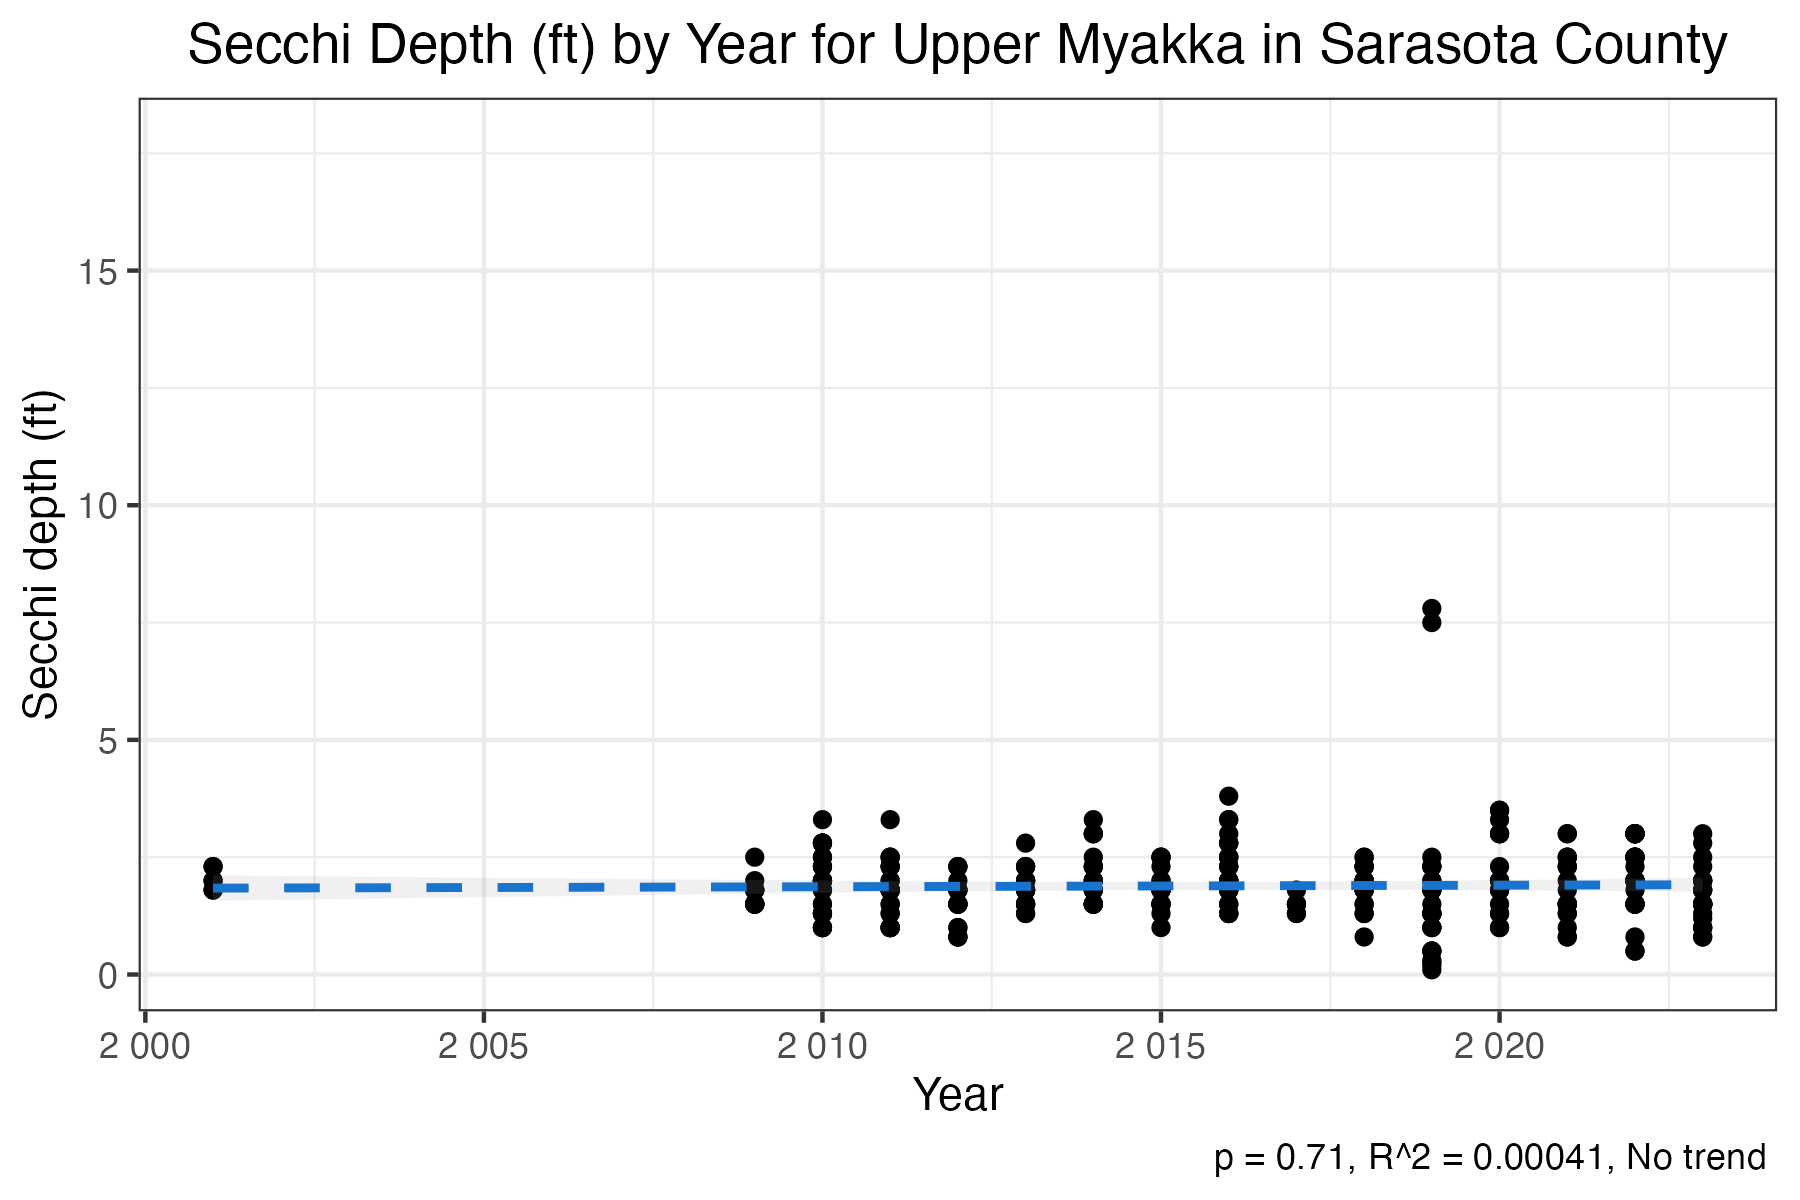 Secchi Depth (ft) by Year for Upper Myakka in Sarasota County
Secchi depth (ft)
15
10
5
0
2 000 2 005 2 010 2 015 2 020
Year
p = 0.71, R^2 = 0.00041, No trend